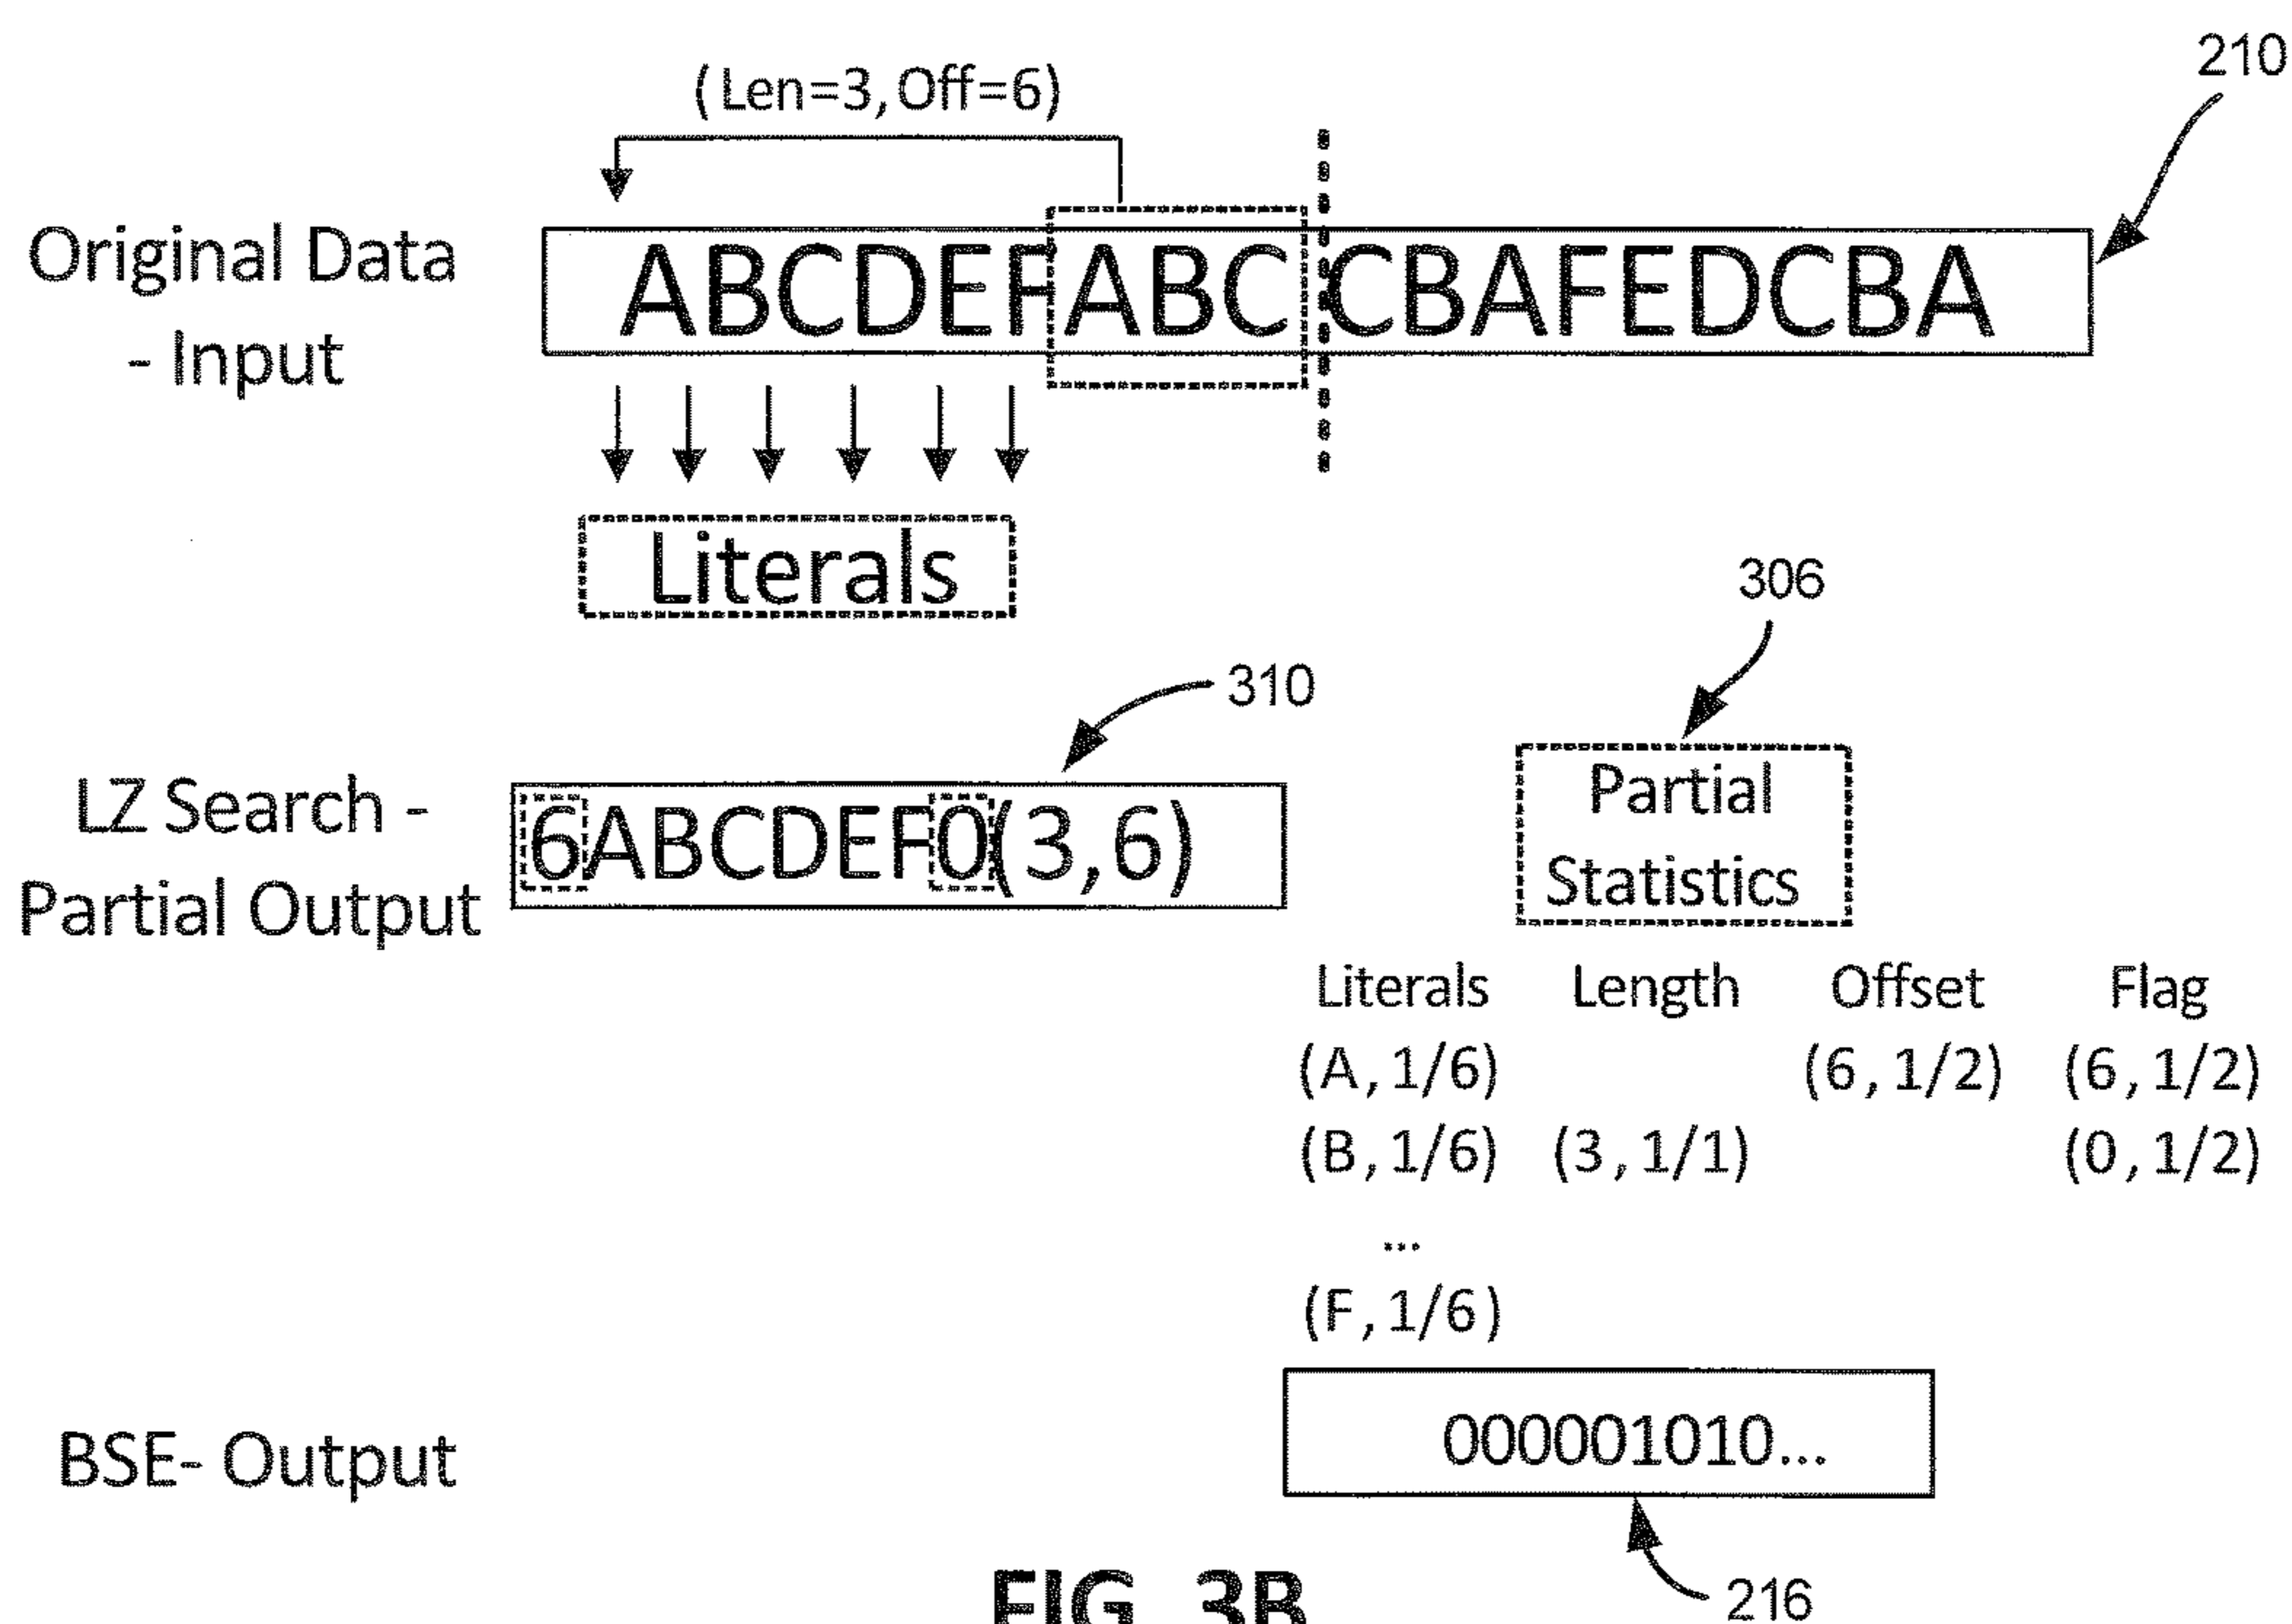 210
(Len=3, Off=6)
Original Data
- Input
ABCDEFABC CBAFEDCBA
Literals
306
310
LZ Search -
Partial Output
6ABCDEF0(3,6)
Partial
Statistics
Literals Length Offset Flag
(A, 1/6) (6, 1/2) (6, 1/2)
(B, 1/6) (3, 1/1) (0, 1/2)
...
(F, 1/6)
BSE- Output
000001010...
216
FIG. 3B